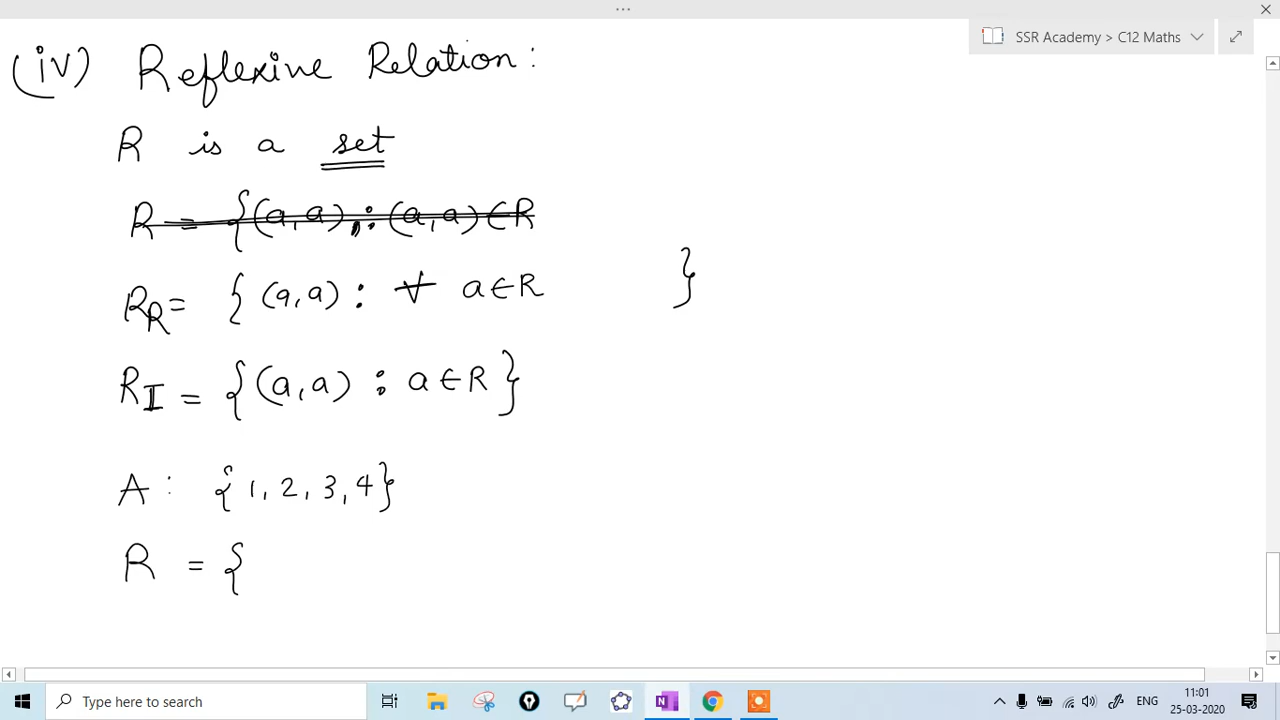 SSR Academy > C12 Maths
(iv) Reflexive Relation:
R is a set
R = {(a,a) : (a,a) ∈ R
R_R = {(a,a) : ∀ a ∈ R }
R_I = {(a,a) : a ∈ R}
A : {1, 2, 3, 4}
R = {
Type here to search
ENG
11:01
25-03-2020